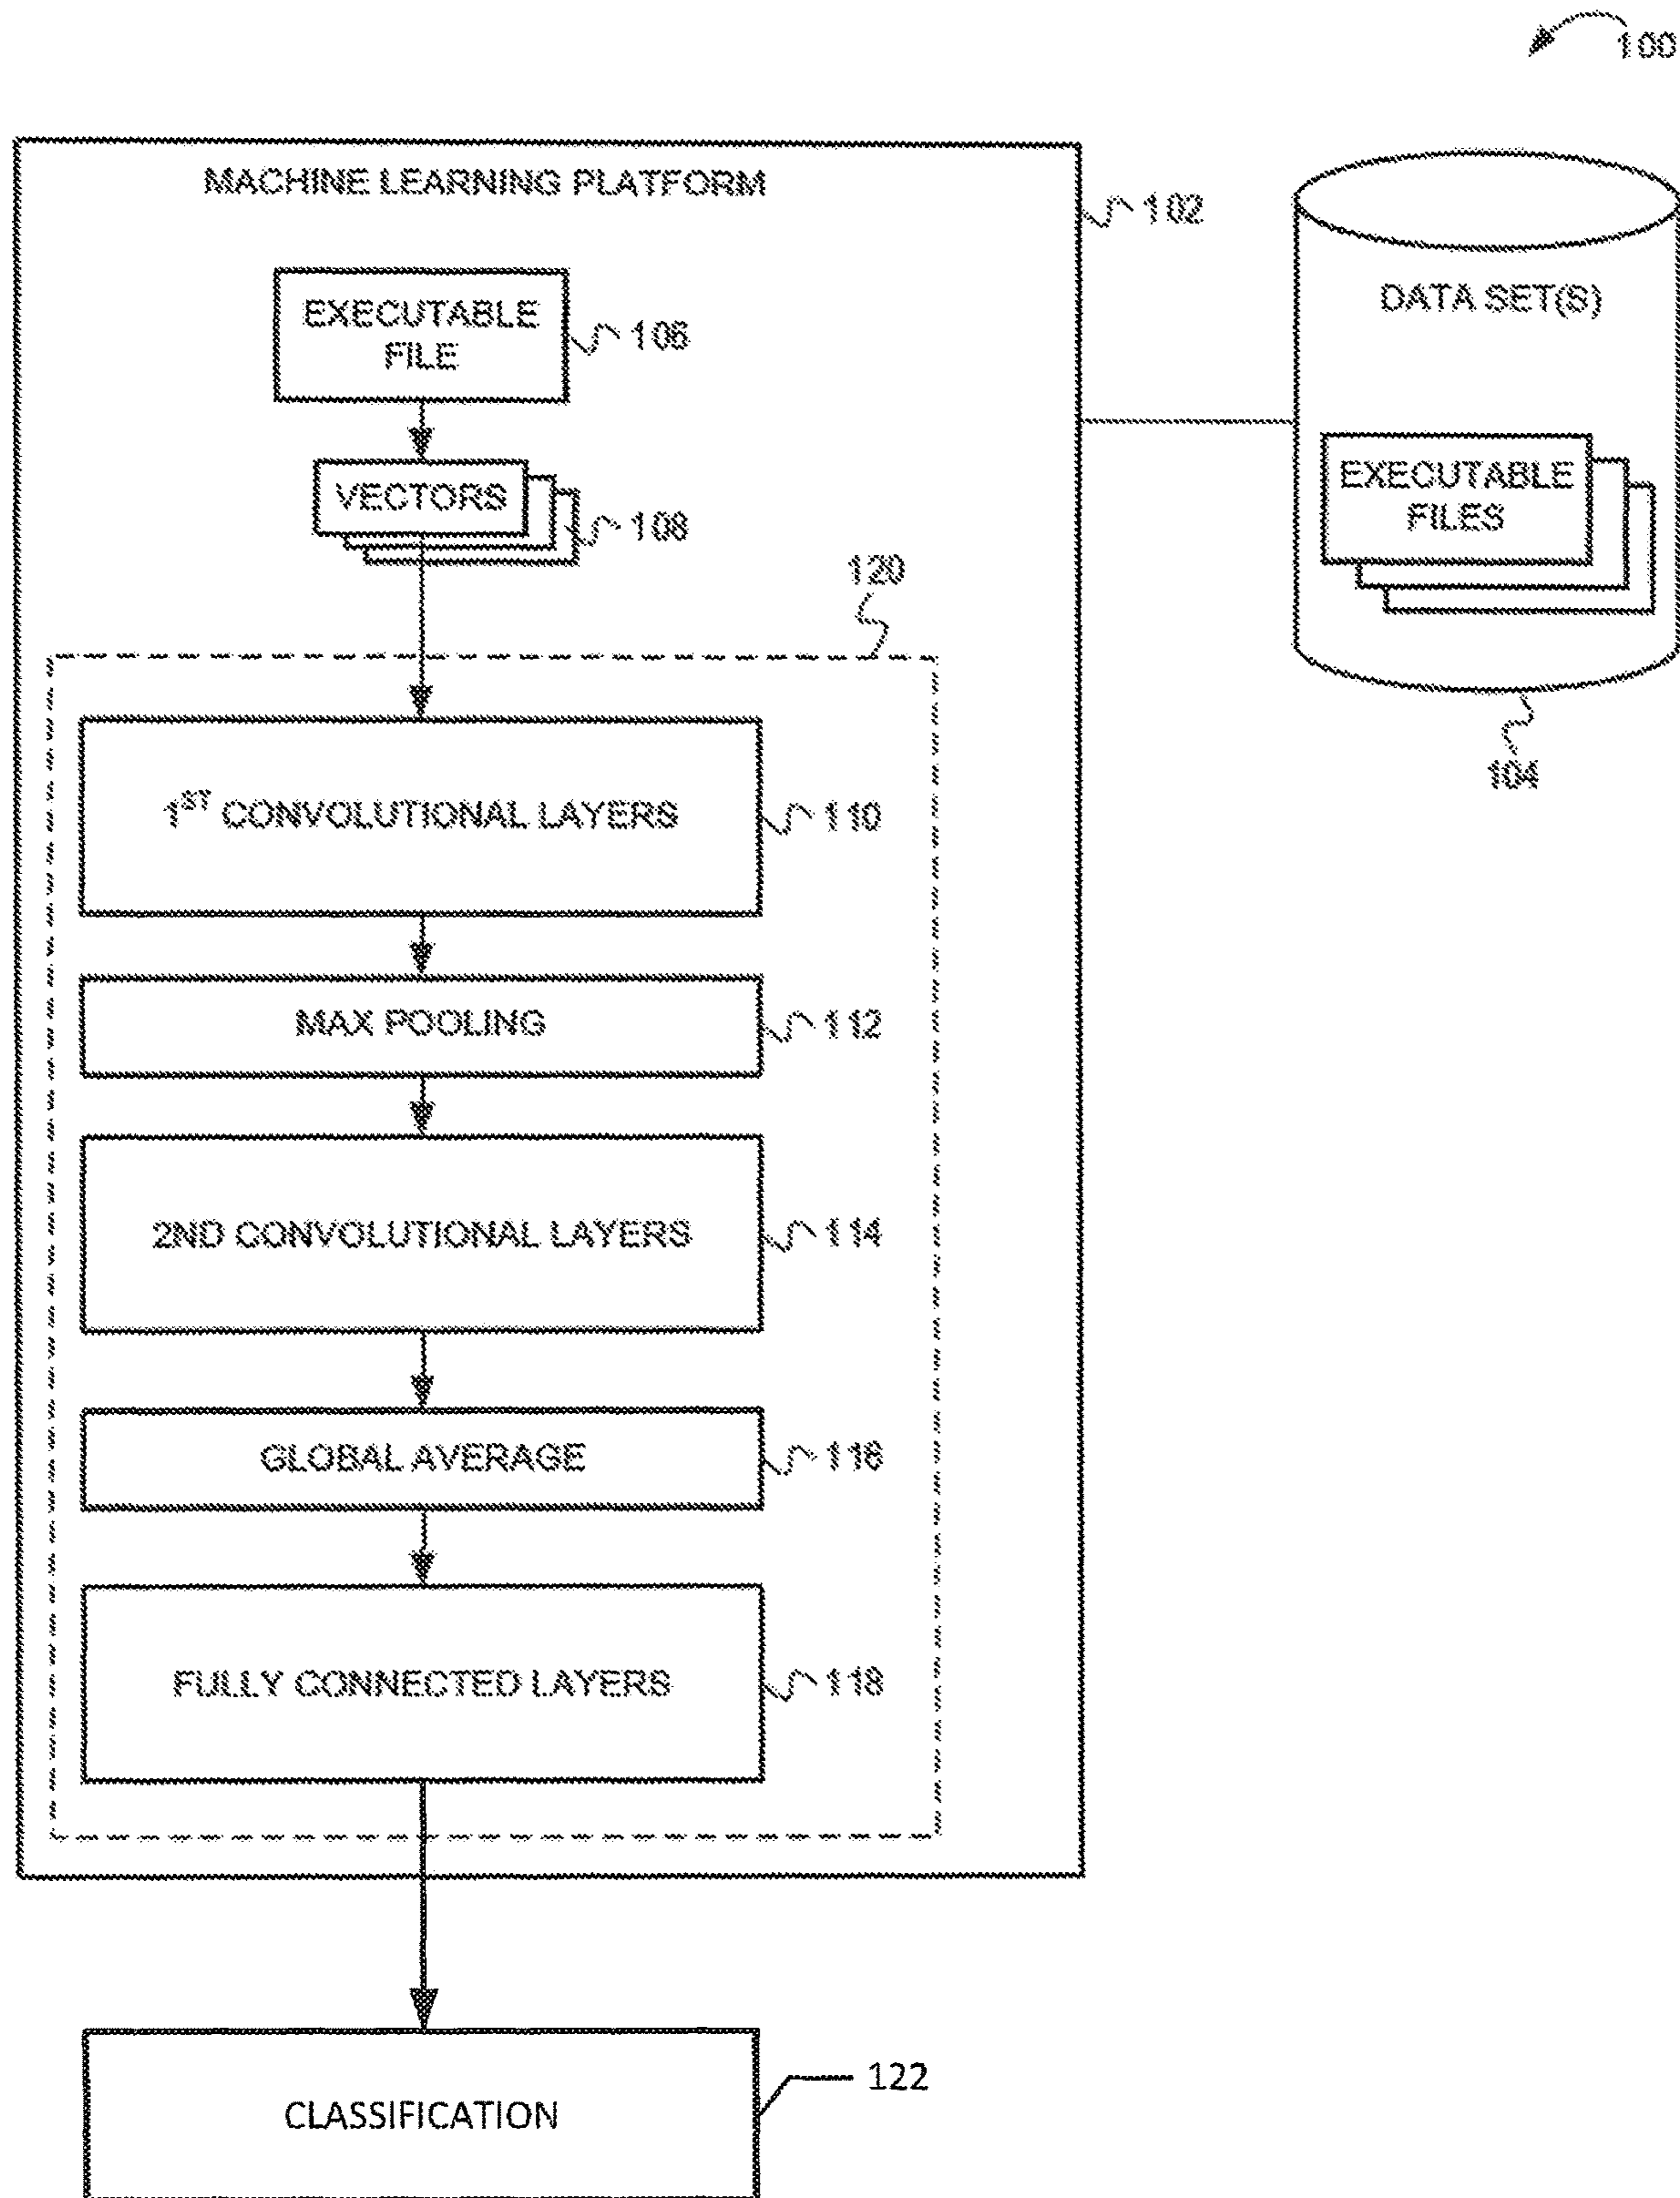 100
MACHINE LEARNING PLATFORM
102
EXECUTABLE
FILE
106
VECTORS
108
120
1ST CONVOLUTIONAL LAYERS
110
MAX POOLING
112
2ND CONVOLUTIONAL LAYERS
114
GLOBAL AVERAGE
116
FULLY CONNECTED LAYERS
118
DATA SET(S)
EXECUTABLE
FILES
104
CLASSIFICATION
122